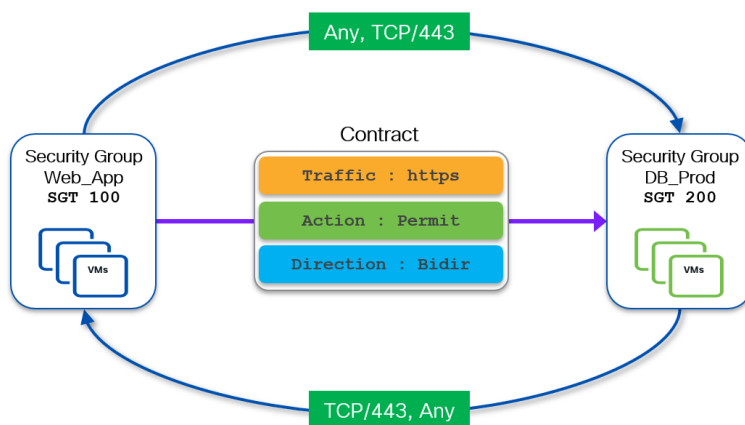 Any, TCP/443
Contract
Security Group
Web_App
SGT 100
VMs
Traffic : https
Action : Permit
Direction : Bidir
Security Group
DB_Prod
SGT 200
VMs
TCP/443, Any